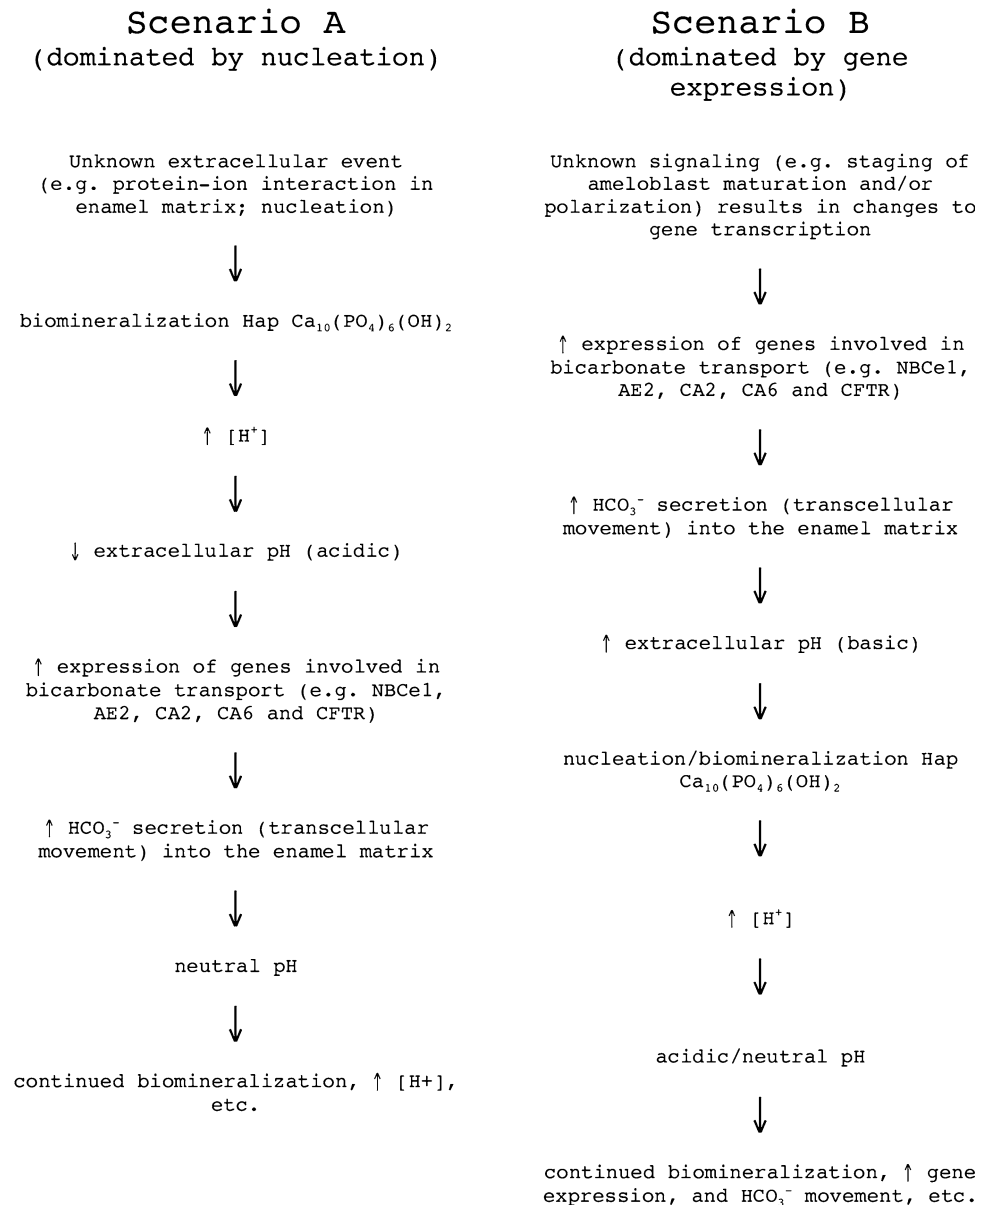 Scenario A
(dominated by nucleation)
Unknown extracellular event
(e.g. protein-ion interaction in
enamel matrix; nucleation)
↓
biomineralization Hap Ca₁₀(PO₄)₆(OH)₂
↓
↑ [H⁺]
↓
↓ extracellular pH (acidic)
↓
↑ expression of genes involved in
bicarbonate transport (e.g. NBCe1,
AE2, CA2, CA6 and CFTR)
↓
↑ HCO₃⁻ secretion (transcellular
movement) into the enamel matrix
↓
neutral pH
↓
continued biomineralization, ↑ [H+],
etc.
Scenario B
(dominated by gene
expression)
Unknown signaling (e.g. staging of
ameloblast maturation and/or
polarization) results in changes to
gene transcription
↓
↑ expression of genes involved in
bicarbonate transport (e.g. NBCe1,
AE2, CA2, CA6 and CFTR)
↓
↑ HCO₃⁻ secretion (transcellular
movement) into the enamel matrix
↓
↑ extracellular pH (basic)
↓
nucleation/biomineralization Hap
Ca₁₀(PO₄)₆(OH)₂
↓
↑ [H⁺]
↓
acidic/neutral pH
↓
continued biomineralization, ↑ gene
expression, and HCO₃⁻ movement, etc.